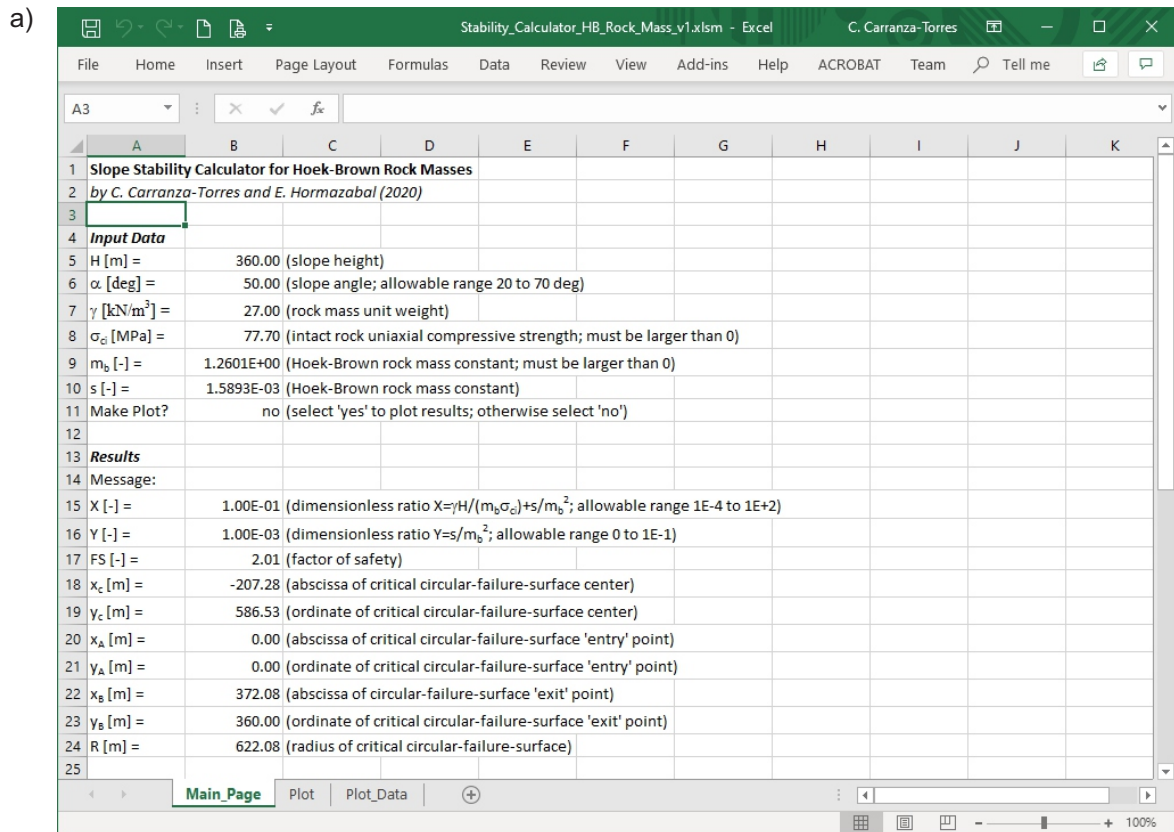 a)
Stability_Calculator_HB_Rock_Mass_v1.xlsm - Excel C. Carranza-Torres
File Home Insert Page Layout Formulas Data Review View Add-ins Help ACROBAT Team Tell me
A3 fx
A B C D E F G H I J K
1 Slope Stability Calculator for Hoek-Brown Rock Masses
2 by C. Carranza-Torres and E. Hormazabal (2020)
3
4 Input Data
5 H [m] = 360.00 (slope height)
6 α [deg] = 50.00 (slope angle; allowable range 20 to 70 deg)
7 γ [kN/m³] = 27.00 (rock mass unit weight)
8 σci [MPa] = 77.70 (intact rock uniaxial compressive strength; must be larger than 0)
9 mb [-] = 1.2601E+00 (Hoek-Brown rock mass constant; must be larger than 0)
10 s [-] = 1.5893E-03 (Hoek-Brown rock mass constant)
11 Make Plot? no (select 'yes' to plot results; otherwise select 'no')
12
13 Results
14 Message:
15 X [-] = 1.00E-01 (dimensionless ratio X=γH/(mbσci)+s/mb²; allowable range 1E-4 to 1E+2)
16 Y [-] = 1.00E-03 (dimensionless ratio Y=s/mb²; allowable range 0 to 1E-1)
17 FS [-] = 2.01 (factor of safety)
18 xc [m] = -207.28 (abscissa of critical circular-failure-surface center)
19 yc [m] = 586.53 (ordinate of critical circular-failure-surface center)
20 xA [m] = 0.00 (abscissa of critical circular-failure-surface 'entry' point)
21 yA [m] = 0.00 (ordinate of critical circular-failure-surface 'entry' point)
22 xB [m] = 372.08 (abscissa of circular-failure-surface 'exit' point)
23 yB [m] = 360.00 (ordinate of critical circular-failure-surface 'exit' point)
24 R [m] = 622.08 (radius of critical circular-failure-surface)
25
Main_Page Plot Plot_Data
100%